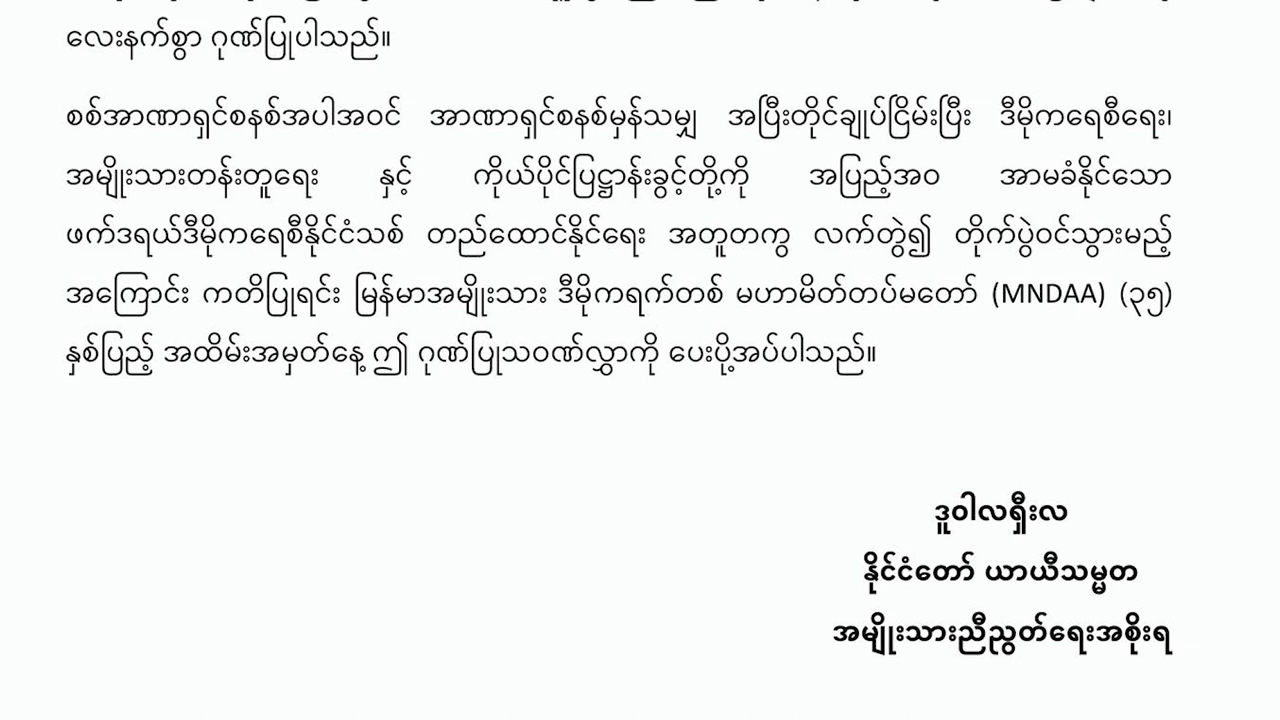 လေးနက်စွာ ဂုဏ်ပြုပါသည်။
စစ်အာဏာရှင်စနစ်အပါအဝင် အာဏာရှင်စနစ်မှန်သမျှ အပြီးတိုင်ချုပ်ငြိမ်းပြီး ဒီမိုကရေစီရေး၊
အမျိုးသားတန်းတူရေး နှင့် ကိုယ်ပိုင်ပြဋ္ဌာန်းခွင့်တို့ကို အပြည့်အဝ အာမခံနိုင်သော
ဖက်ဒရယ်ဒီမိုကရေစီနိုင်ငံသစ် တည်ထောင်နိုင်ရေး အတူတကွ လက်တွဲ၍ တိုက်ပွဲဝင်သွားမည့်
အကြောင်း ကတိပြုရင်း မြန်မာအမျိုးသား ဒီမိုကရက်တစ် မဟာမိတ်တပ်မတော် (MNDAA) (၃၅)
နှစ်ပြည့် အထိမ်းအမှတ်နေ့ ဤ ဂုဏ်ပြုသဝဏ်လွှာကို ပေးပို့အပ်ပါသည်။
ဒူဝါလရှီးလ
နိုင်ငံတော် ယာယီသမ္မတ
အမျိုးသားညီညွတ်ရေးအစိုးရ